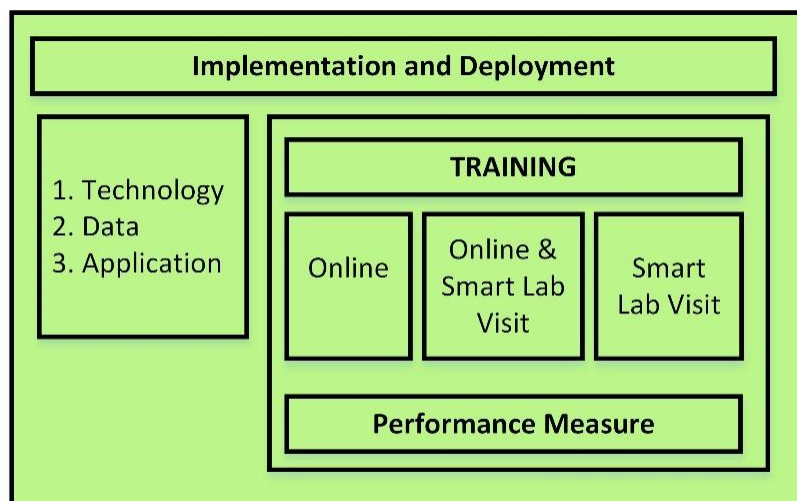 Implementation and Deployment
1. Technology
2. Data
3. Application
TRAINING
Online
Online &
Smart Lab
Visit
Smart
Lab Visit
Performance Measure